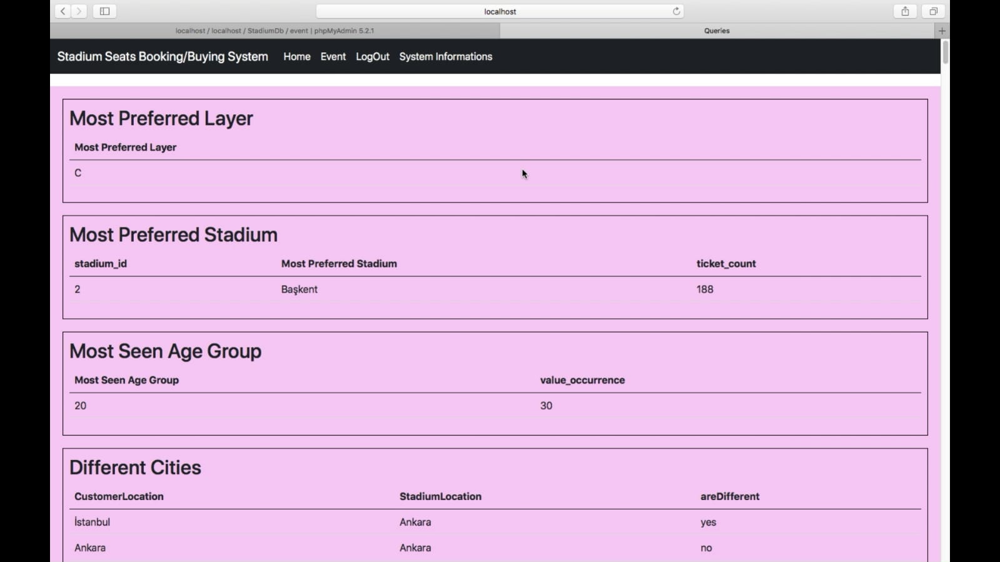 localhost
localhost / localhost / StadiumDb / event | phpMyAdmin 5.2.1
Queries
Stadium Seats Booking/Buying System Home Event LogOut System Informations
Most Preferred Layer
Most Preferred Layer
C
Most Preferred Stadium
stadium_id Most Preferred Stadium ticket_count
2 Başkent 188
Most Seen Age Group
Most Seen Age Group value_occurrence
20 30
Different Cities
CustomerLocation StadiumLocation areDifferent
İstanbul Ankara yes
Ankara Ankara no